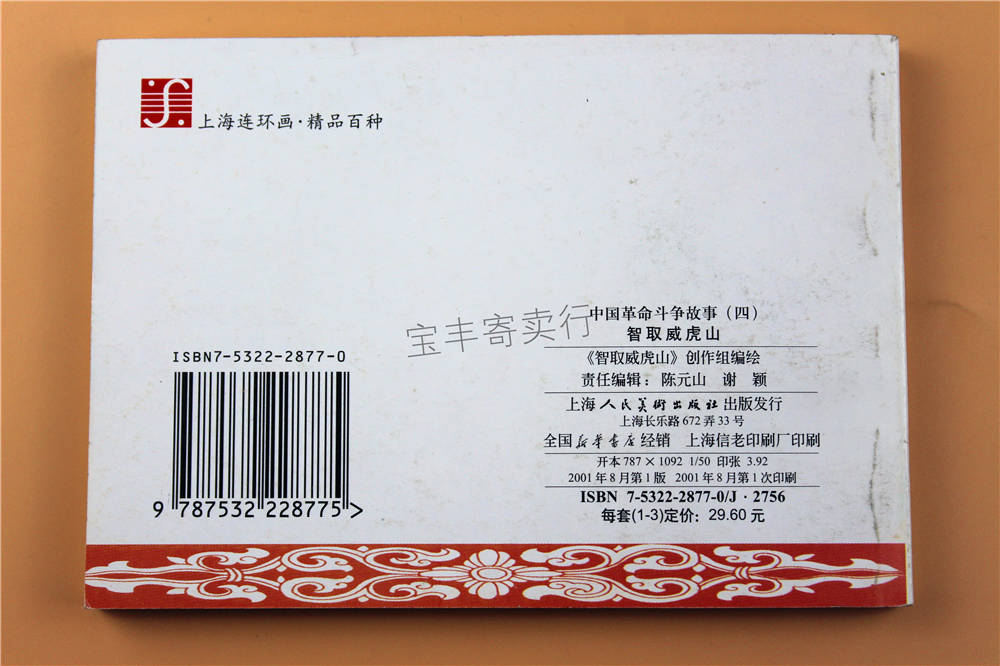 上海连环画·精品百种
宝丰寄卖行
中国革命斗争故事（四）
智取威虎山
《智取威虎山》创作组编绘
责任编辑：陈元山 谢 颖
上海人民美術出版社出版发行
上海长乐路672弄33号
全国新华书店经销 上海信老印刷厂印刷
开本787×1092 1/50 印张 3.92
2001年8月第1版 2001年8月第1次印刷
ISBN 7-5322-2877-0/J·2756
每套(1-3)定价：29.60元
ISBN7-5322-2877-0
9 787532 228775>